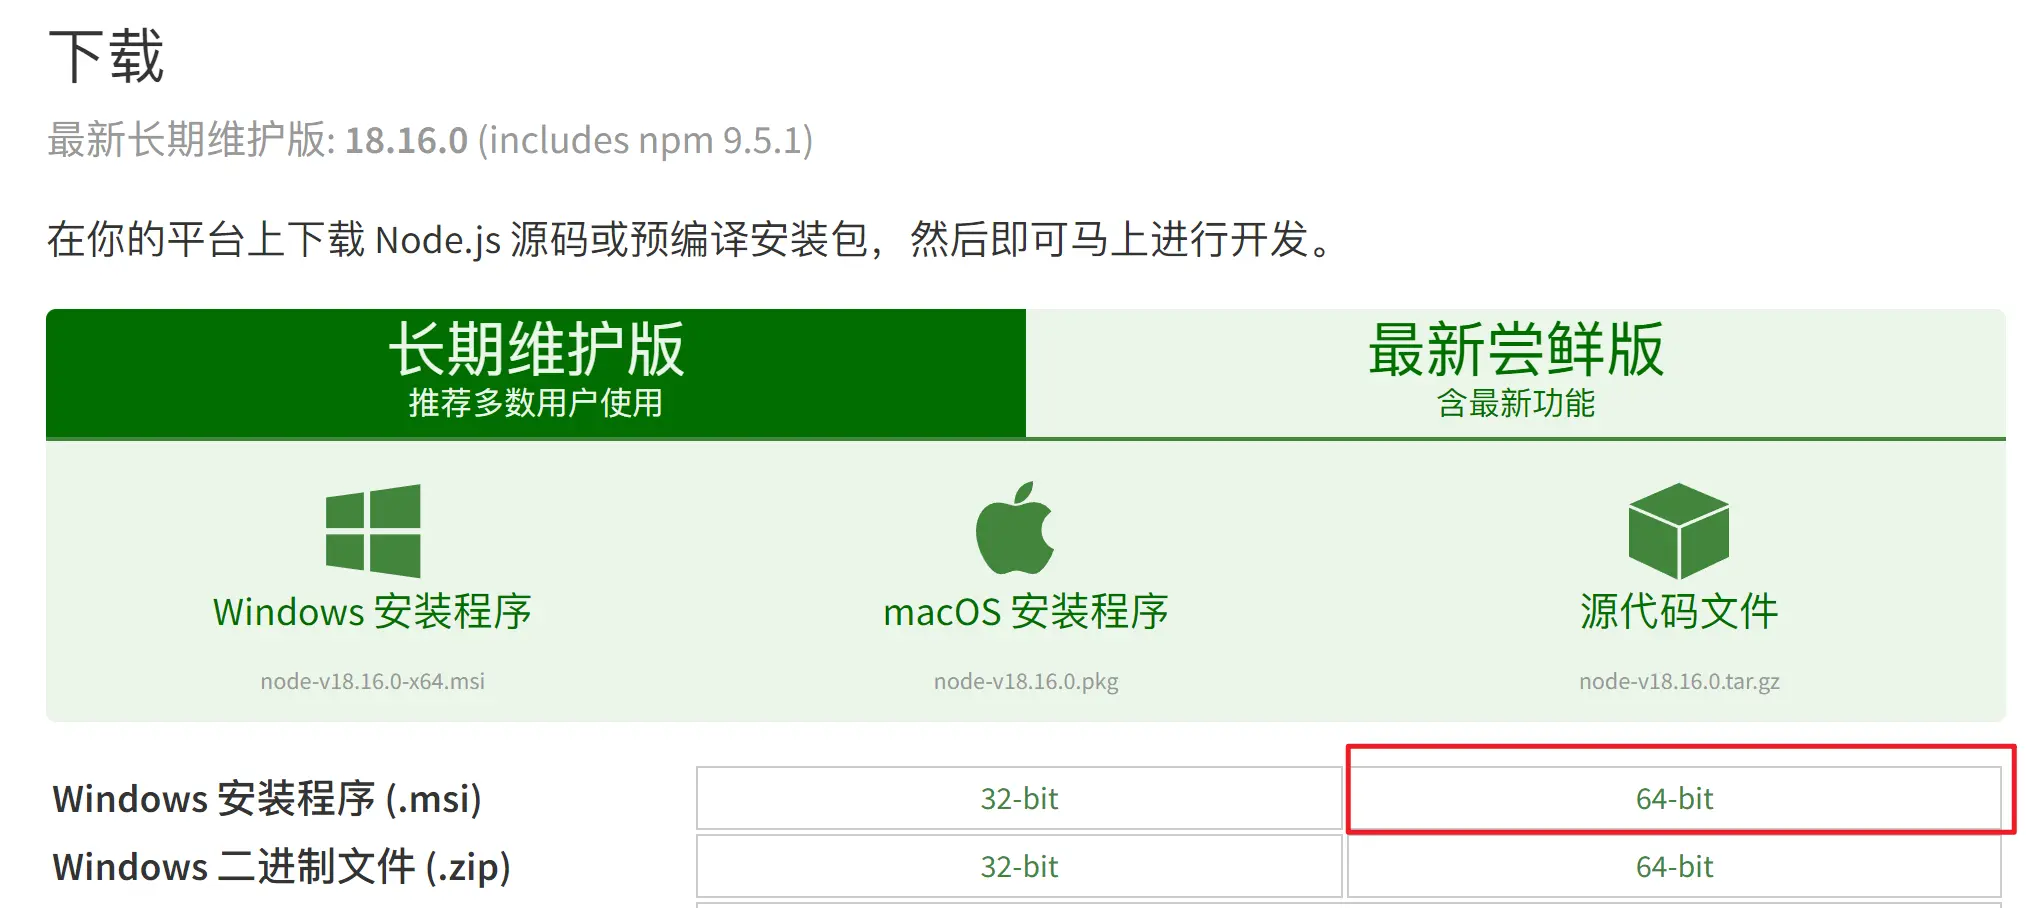 下载
最新长期维护版: 18.16.0 (includes npm 9.5.1)
在你的平台上下载 Node.js 源码或预编译安装包，然后即可马上进行开发。
长期维护版
推荐多数用户使用
最新尝鲜版
含最新功能
Windows 安装程序
node-v18.16.0-x64.msi
macOS 安装程序
node-v18.16.0.pkg
源代码文件
node-v18.16.0.tar.gz
Windows 安装程序 (.msi) 32-bit 64-bit
Windows 二进制文件 (.zip) 32-bit 64-bit